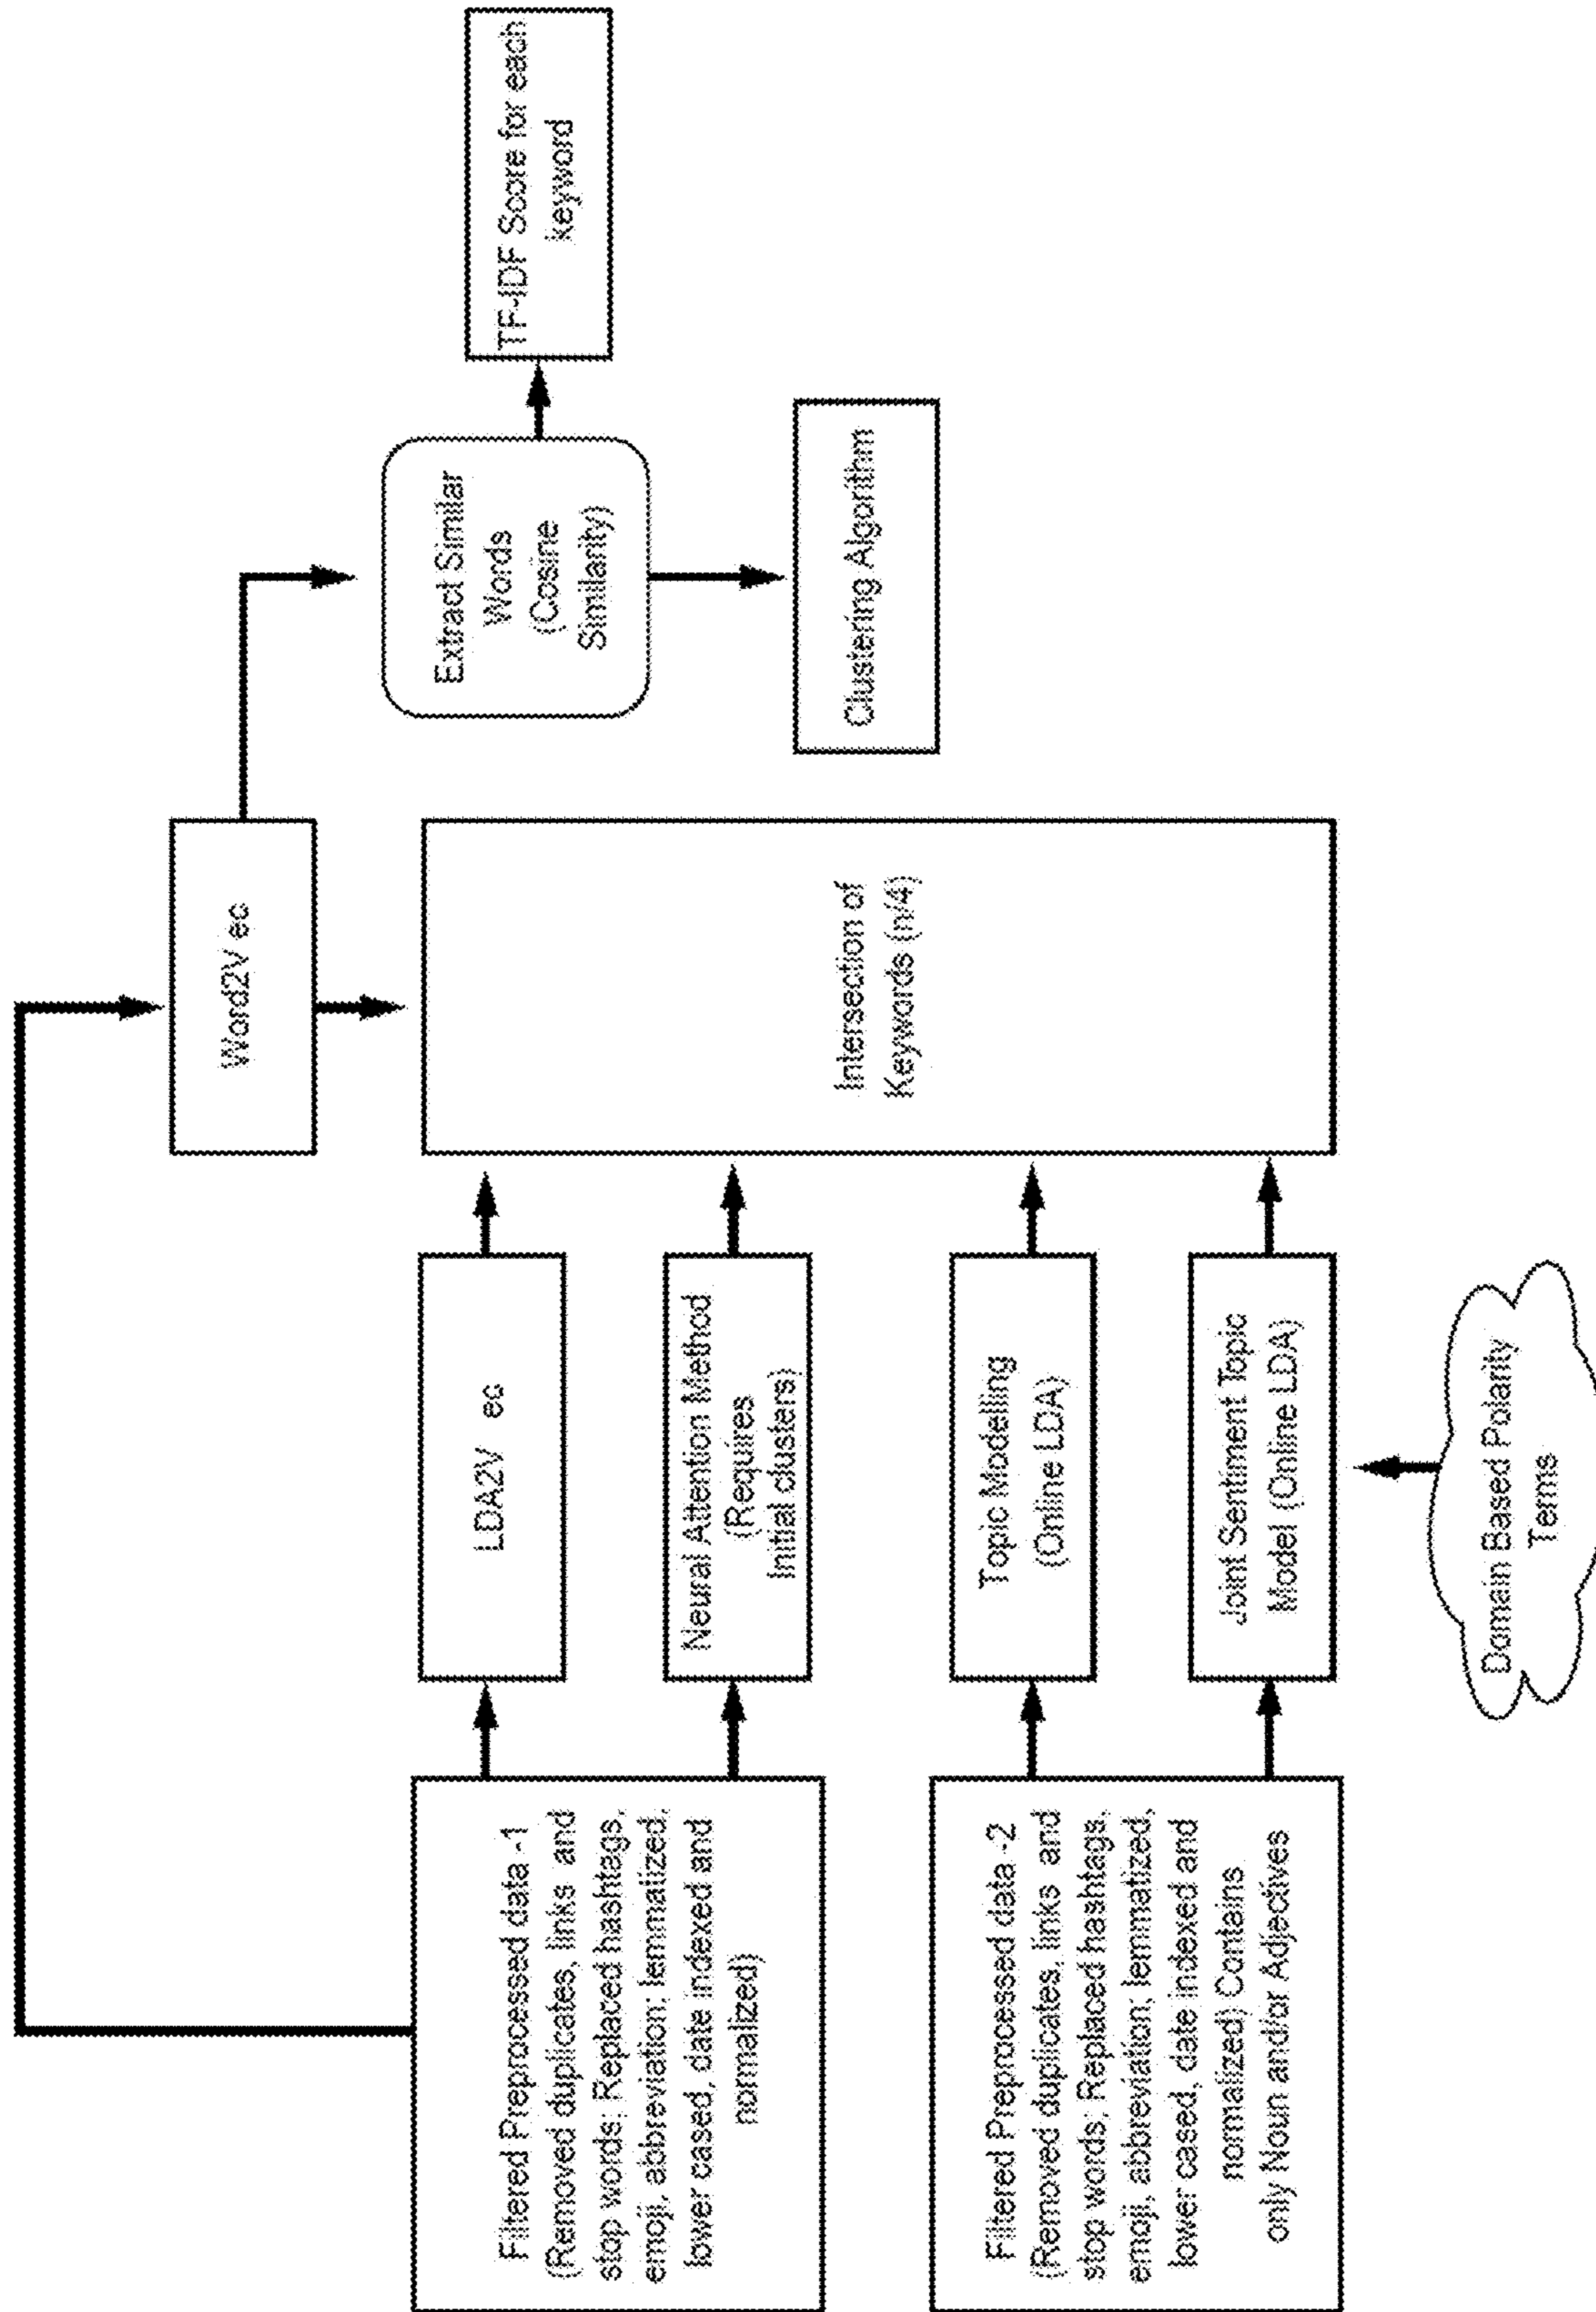 Filtered Preprocessed data -1
(Removed duplicates, links and
stop words; Replaced hashtags,
emoji, abbreviation; lemmatized,
lower cased, date indexed and
normalized)
Filtered Preprocessed data -2
(Removed duplicates, links and
stop words; Replaced hashtags,
emoji, abbreviation; lemmatized,
lower cased, date indexed and
normalized) Contains
only Noun and/or Adjectives
LDA2V ec
Neural Attention Method
(Requires
Initial clusters)
Topic Modelling
(Online LDA)
Joint Sentiment Topic
Model (Online LDA)
Domain Based Polarity
Terms
Word2V ec
Intersection of
Keywords (n/4)
Extract Similar
Words
(Cosine
Similarity)
Clustering Algorithm
TF-IDF Score for each
keyword